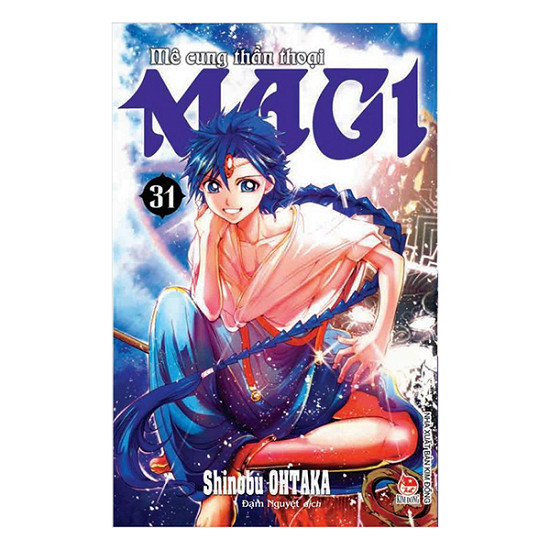 Mê cung thần thoại
MAGI
31
NHÀ XUẤT BẢN KIM ĐỒNG
Shinobu OHTAKA
Đạm Nguyệt dịch
KIM ĐỒNG